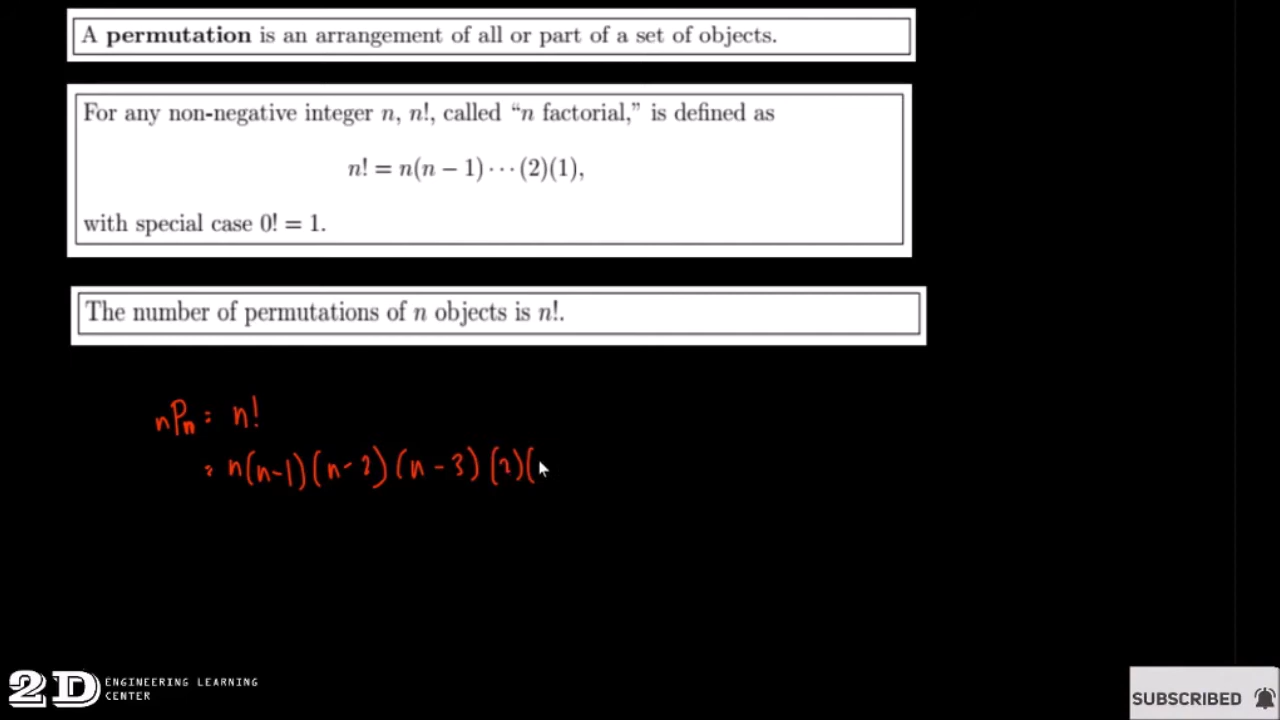 A permutation is an arrangement of all or part of a set of objects.
For any non-negative integer n, n!, called “n factorial,” is defined as
n! = n(n − 1) · · · (2)(1),
with special case 0! = 1.
The number of permutations of n objects is n!.
nPn = n!
= n(n-1)(n-2)(n-3)(2)(
2D ENGINEERING LEARNING
CENTER
SUBSCRIBED